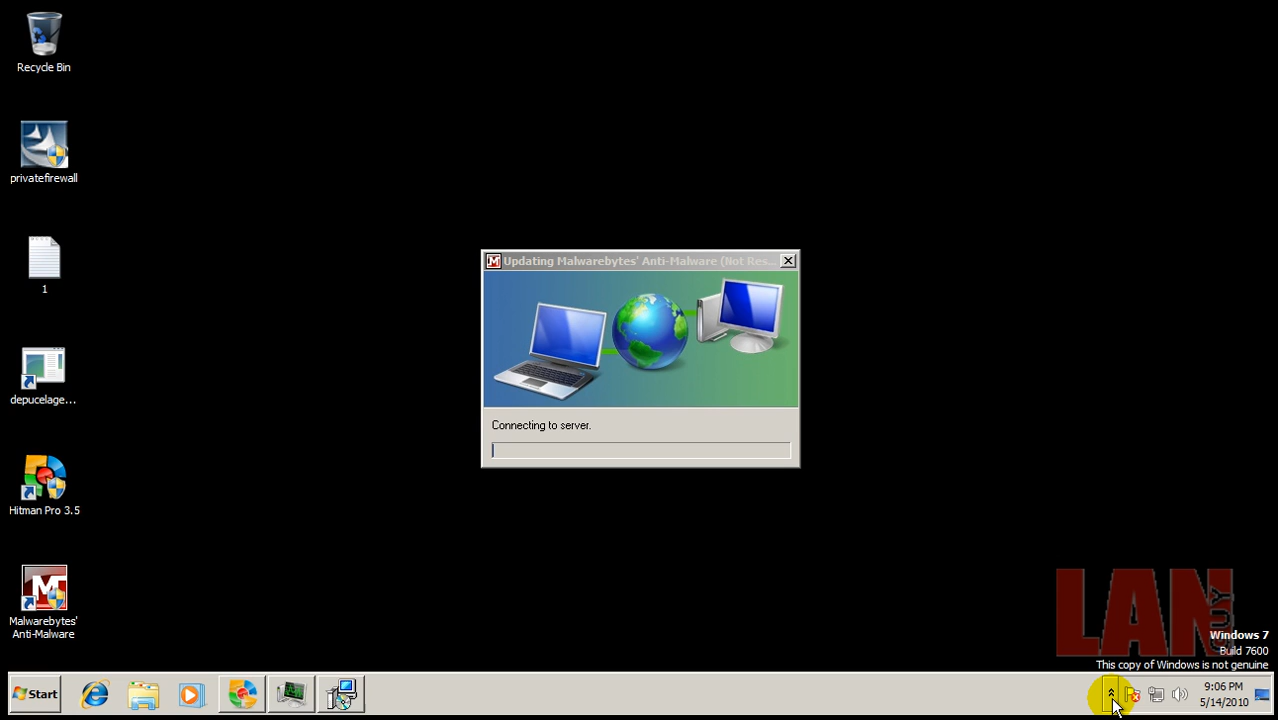 Recycle Bin
privatefirewall
1
depucelage...
Hitman Pro 3.5
Malwarebytes'
Anti-Malware
Updating Malwarebytes' Anti-Malware (Not Res...
Connecting to server.
LAN
GUY
Windows 7
Build 7600
This copy of Windows is not genuine
Start
9:06 PM
5/14/2010